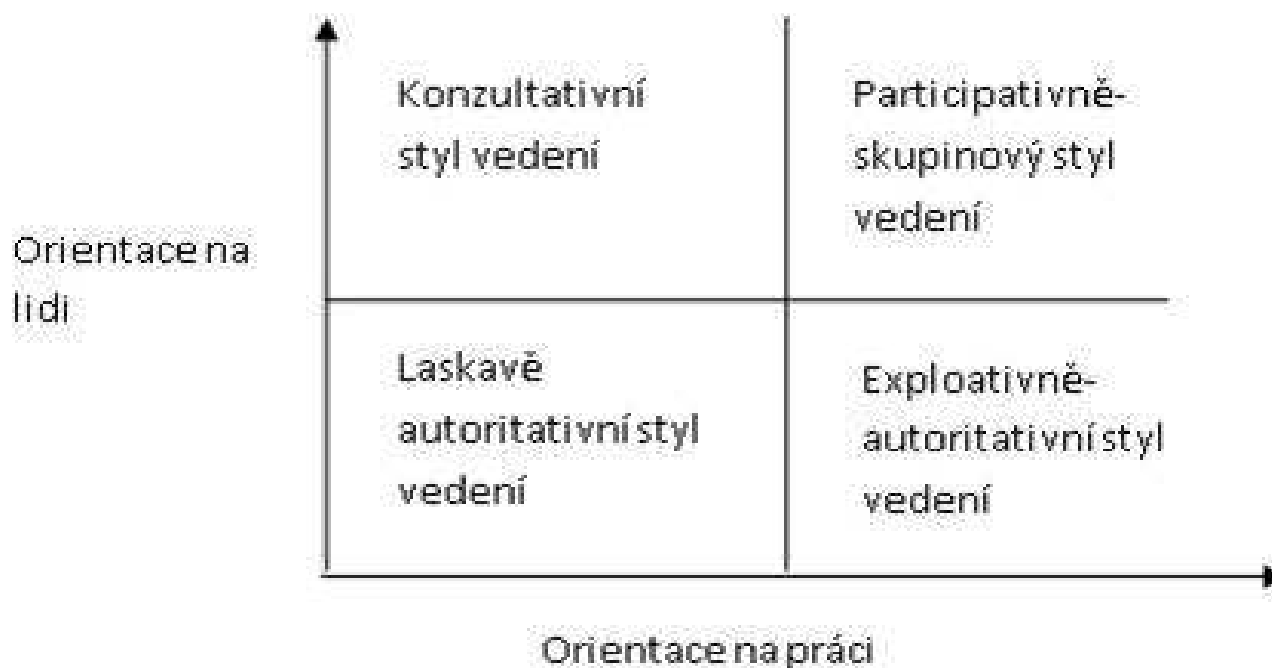 Konzultativní
styl vedení
Participativně-
skupinový styl
vedení
Orientace na
lidi
Laskavě
autoritativní styl
vedení
Exploativně-
autoritativní styl
vedení
Orientace na práci